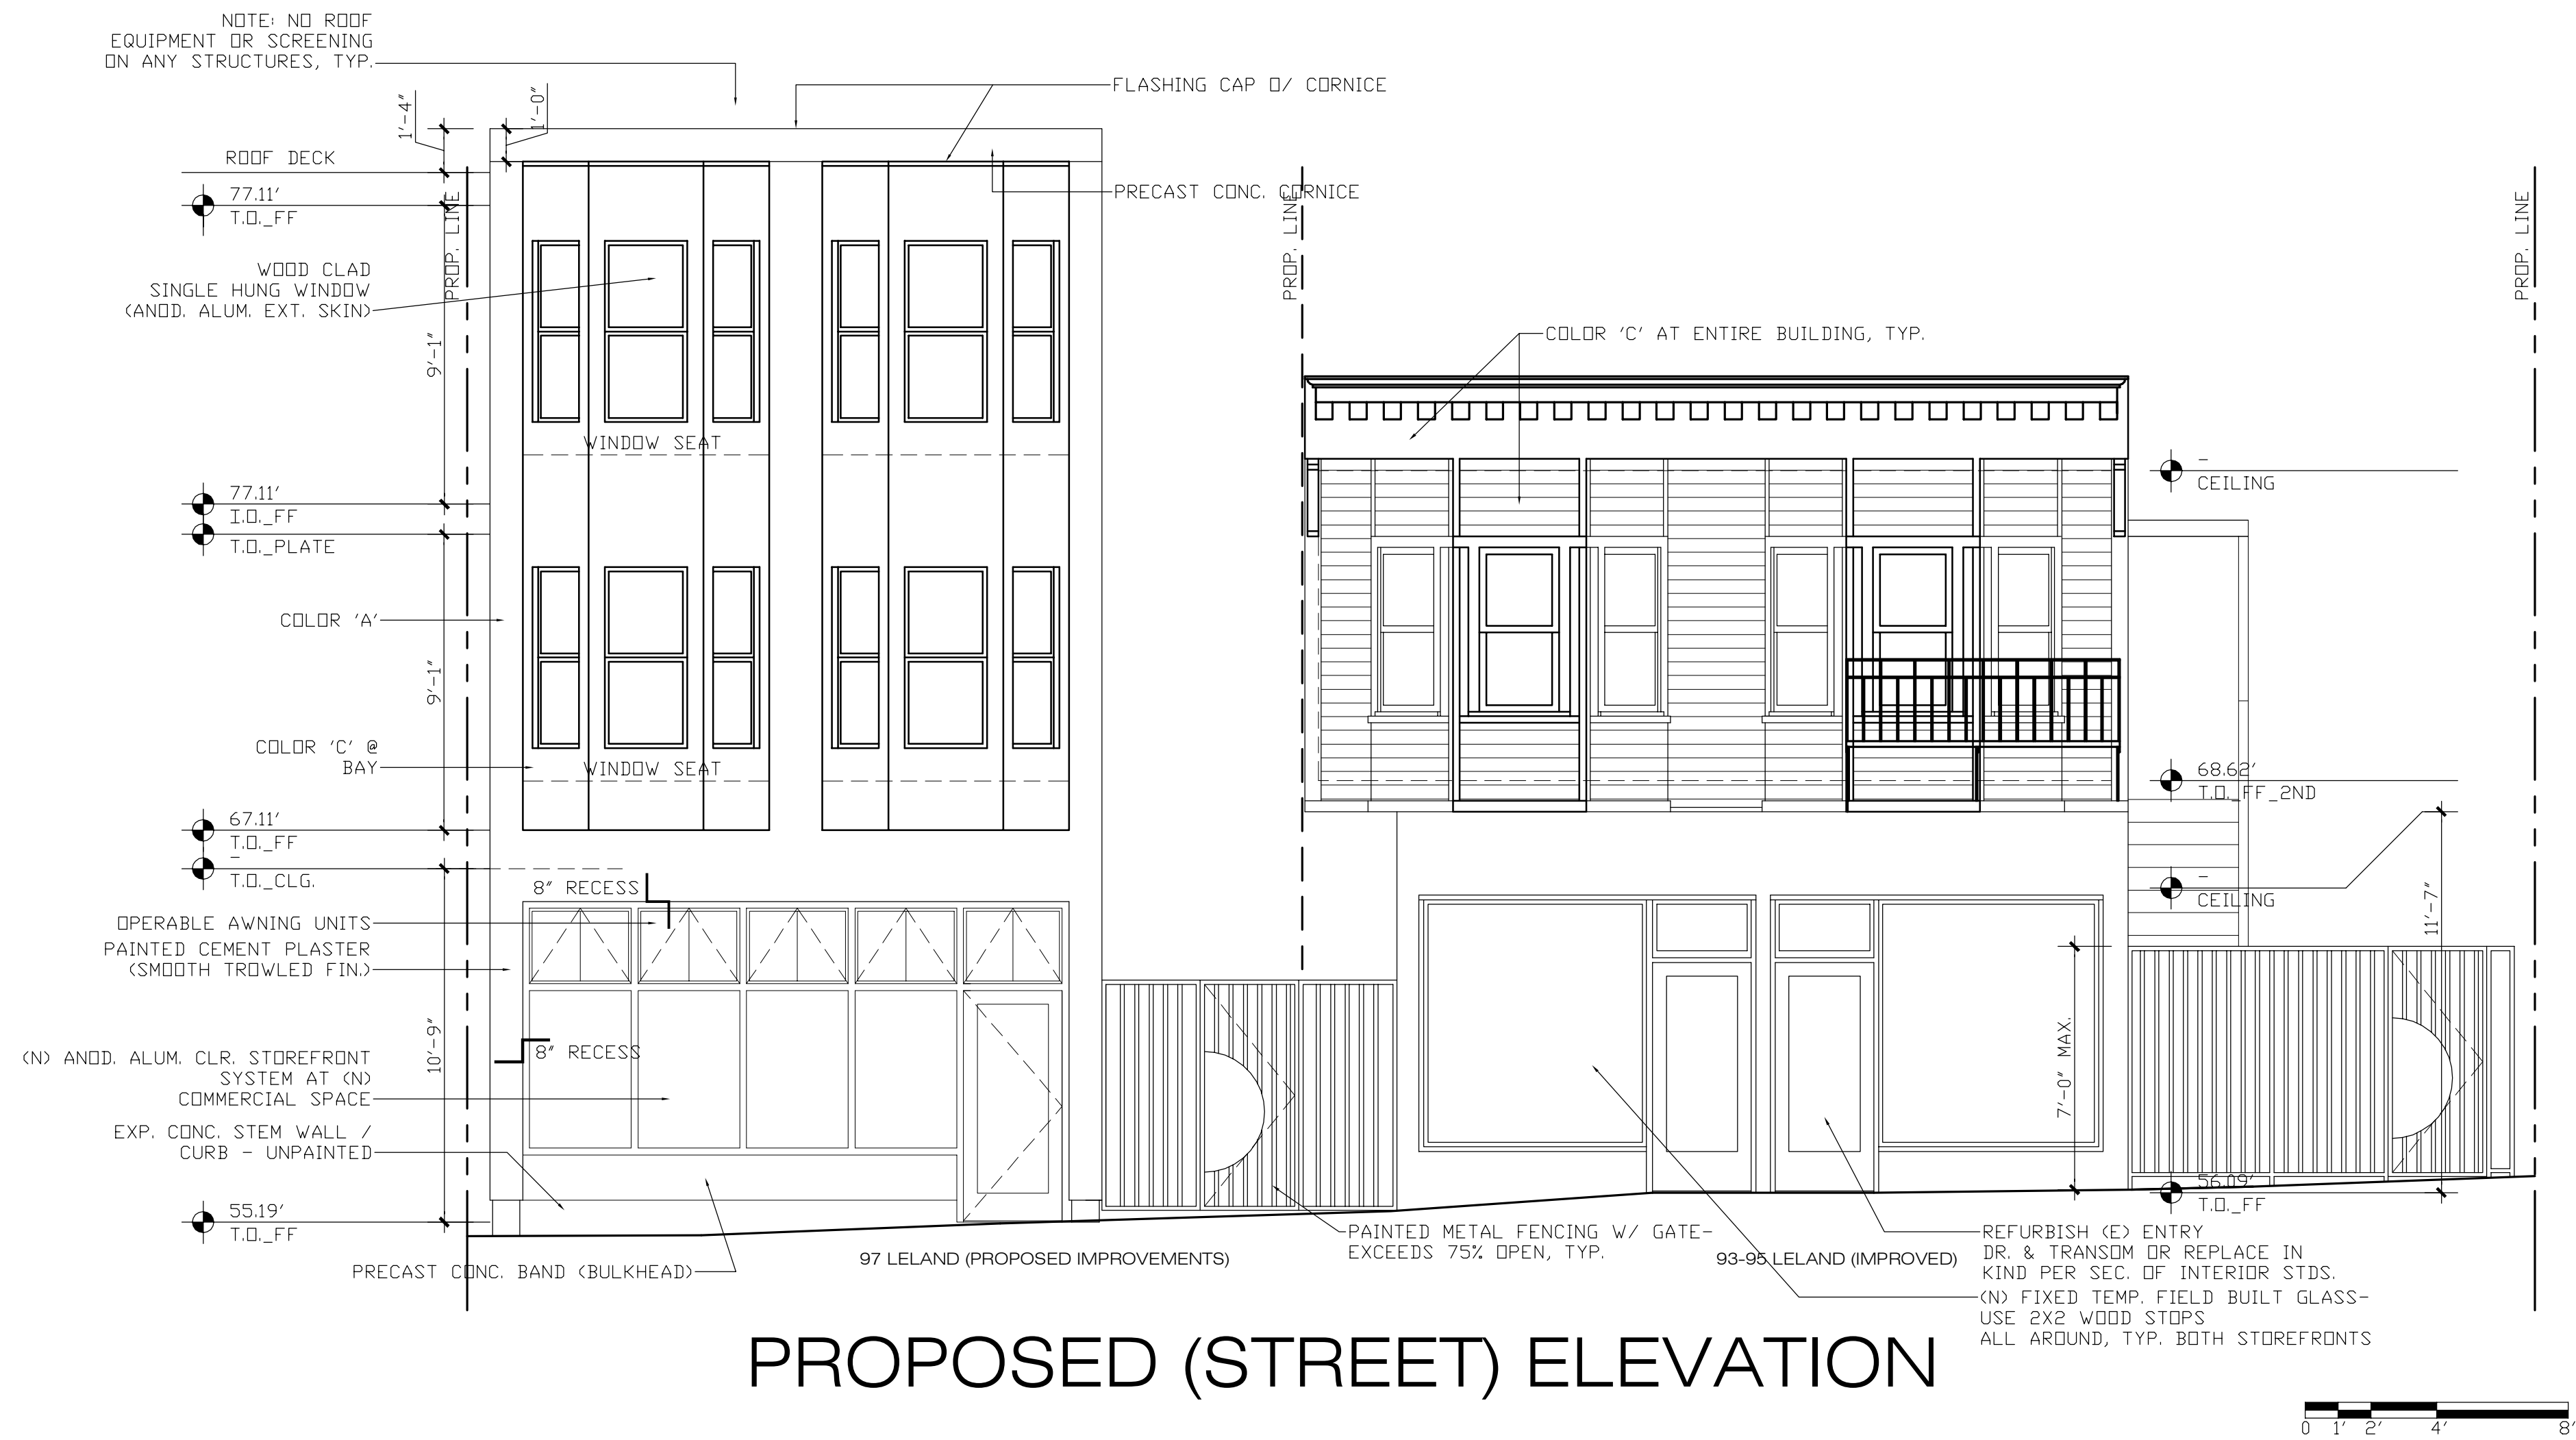 NOTE: NO ROOF
EQUIPMENT OR SCREENING
ON ANY STRUCTURES, TYP.
FLASHING CAP O/ CORNICE
1'-4"
1'-0"
ROOF DECK
77.11'
T.O._FF
PROP. LINE
PRECAST CONC. CORNICE
PROP. LINE
PROP. LINE
WOOD CLAD
SINGLE HUNG WINDOW
(ANOD. ALUM. EXT. SKIN)
9'-1"
COLOR 'C' AT ENTIRE BUILDING, TYP.
WINDOW SEAT
-
CEILING
77.11'
I.O._FF
T.O._PLATE
COLOR 'A'
9'-1"
COLOR 'C' @
BAY
WINDOW SEAT
68.62'
T.O._FF_2ND
67.11'
T.O._FF
-
T.O._CLG.
8" RECESS
-
CEILING
11'-7"
OPERABLE AWNING UNITS
PAINTED CEMENT PLASTER
(SMOOTH TROWLED FIN.)
10'-9"
8" RECESS
7'-0" MAX.
(N) ANOD. ALUM. CLR. STOREFRONT
SYSTEM AT (N)
COMMERCIAL SPACE
EXP. CONC. STEM WALL /
CURB - UNPAINTED
56.09'
T.O._FF
55.19'
T.O._FF
PRECAST CONC. BAND (BULKHEAD)
97 LELAND (PROPOSED IMPROVEMENTS)
PAINTED METAL FENCING W/ GATE-
EXCEEDS 75% OPEN, TYP.
93-95 LELAND (IMPROVED)
REFURBISH (E) ENTRY
DR. & TRANSOM OR REPLACE IN
KIND PER SEC. OF INTERIOR STDS.
(N) FIXED TEMP. FIELD BUILT GLASS-
USE 2X2 WOOD STOPS
ALL AROUND, TYP. BOTH STOREFRONTS
PROPOSED (STREET) ELEVATION
0 1' 2' 4' 8'